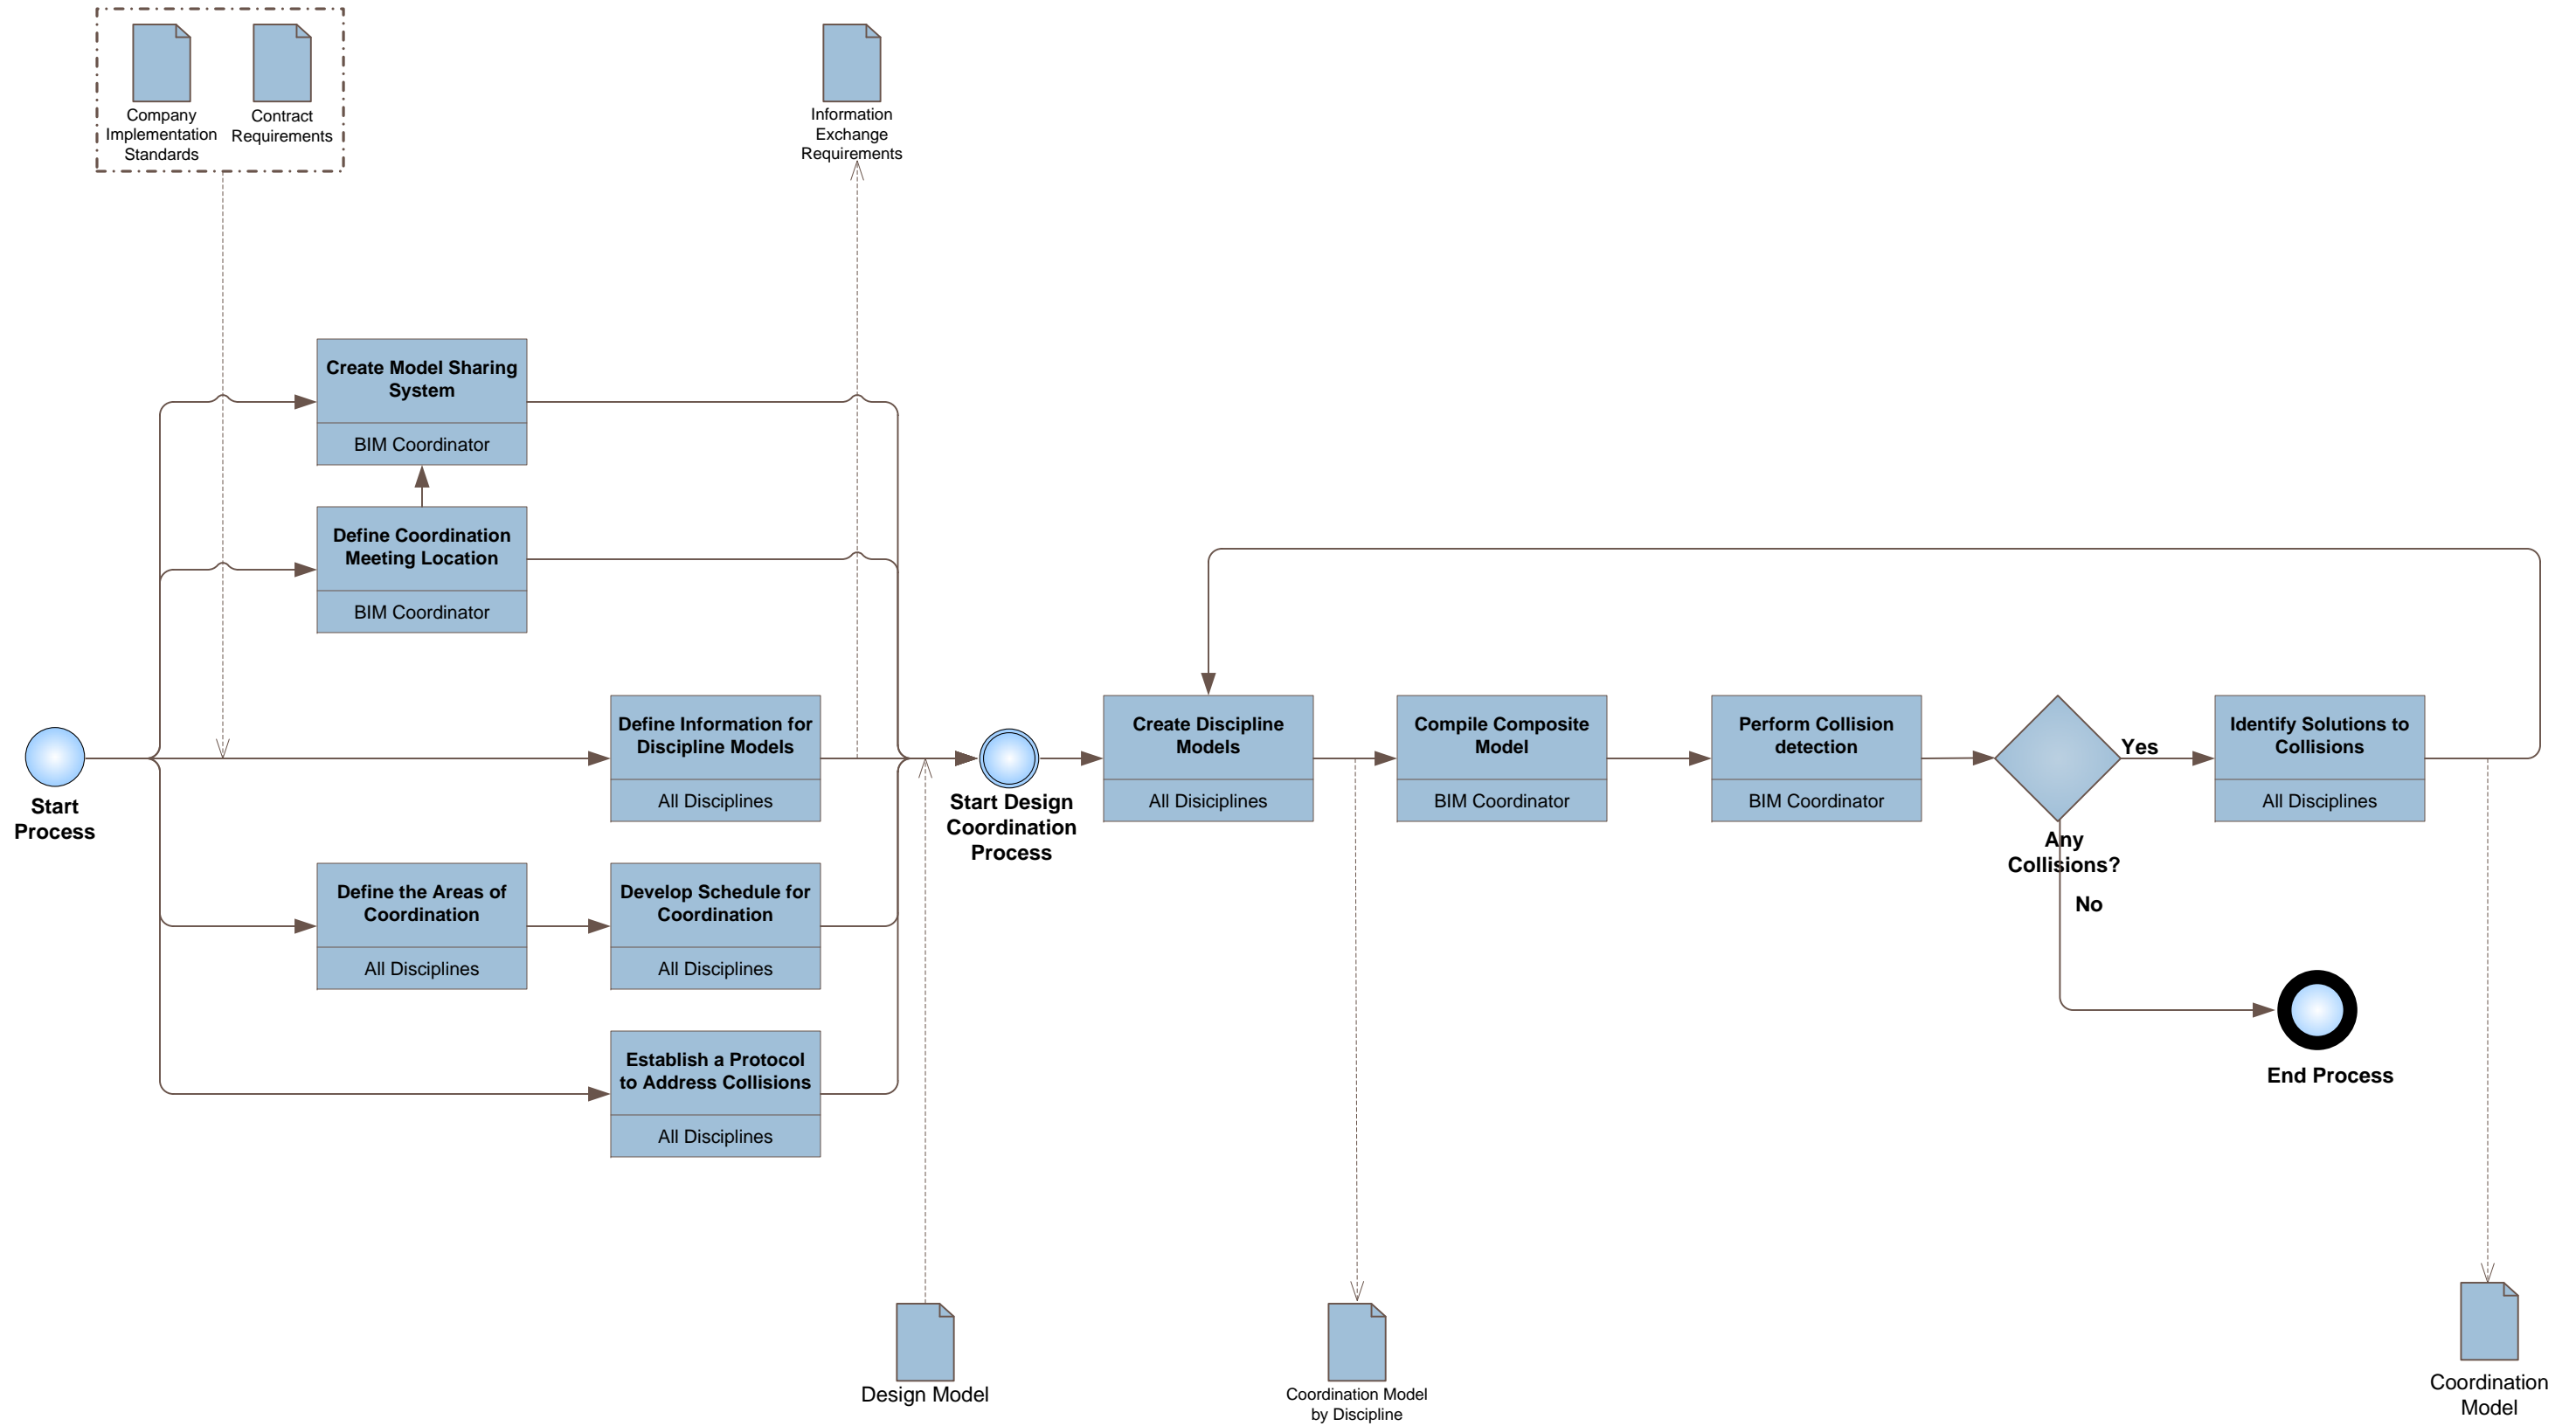 Company
Implementation
Standards
Contract
Requirements
Information
Exchange
Requirements
Create Model Sharing
System
BIM Coordinator
Define Coordination
Meeting Location
BIM Coordinator
Start
Process
Define Information for
Discipline Models
All Disciplines
Define the Areas of
Coordination
All Disciplines
Develop Schedule for
Coordination
All Disciplines
Establish a Protocol
to Address Collisions
All Disciplines
Start Design
Coordination
Process
Create Discipline
Models
All Disiciplines
Compile Composite
Model
BIM Coordinator
Perform Collision
detection
BIM Coordinator
Any
Collisions?
Yes
No
Identify Solutions to
Collisions
All Disciplines
End Process
Design Model
Coordination Model
by Discipline
Coordination
Model